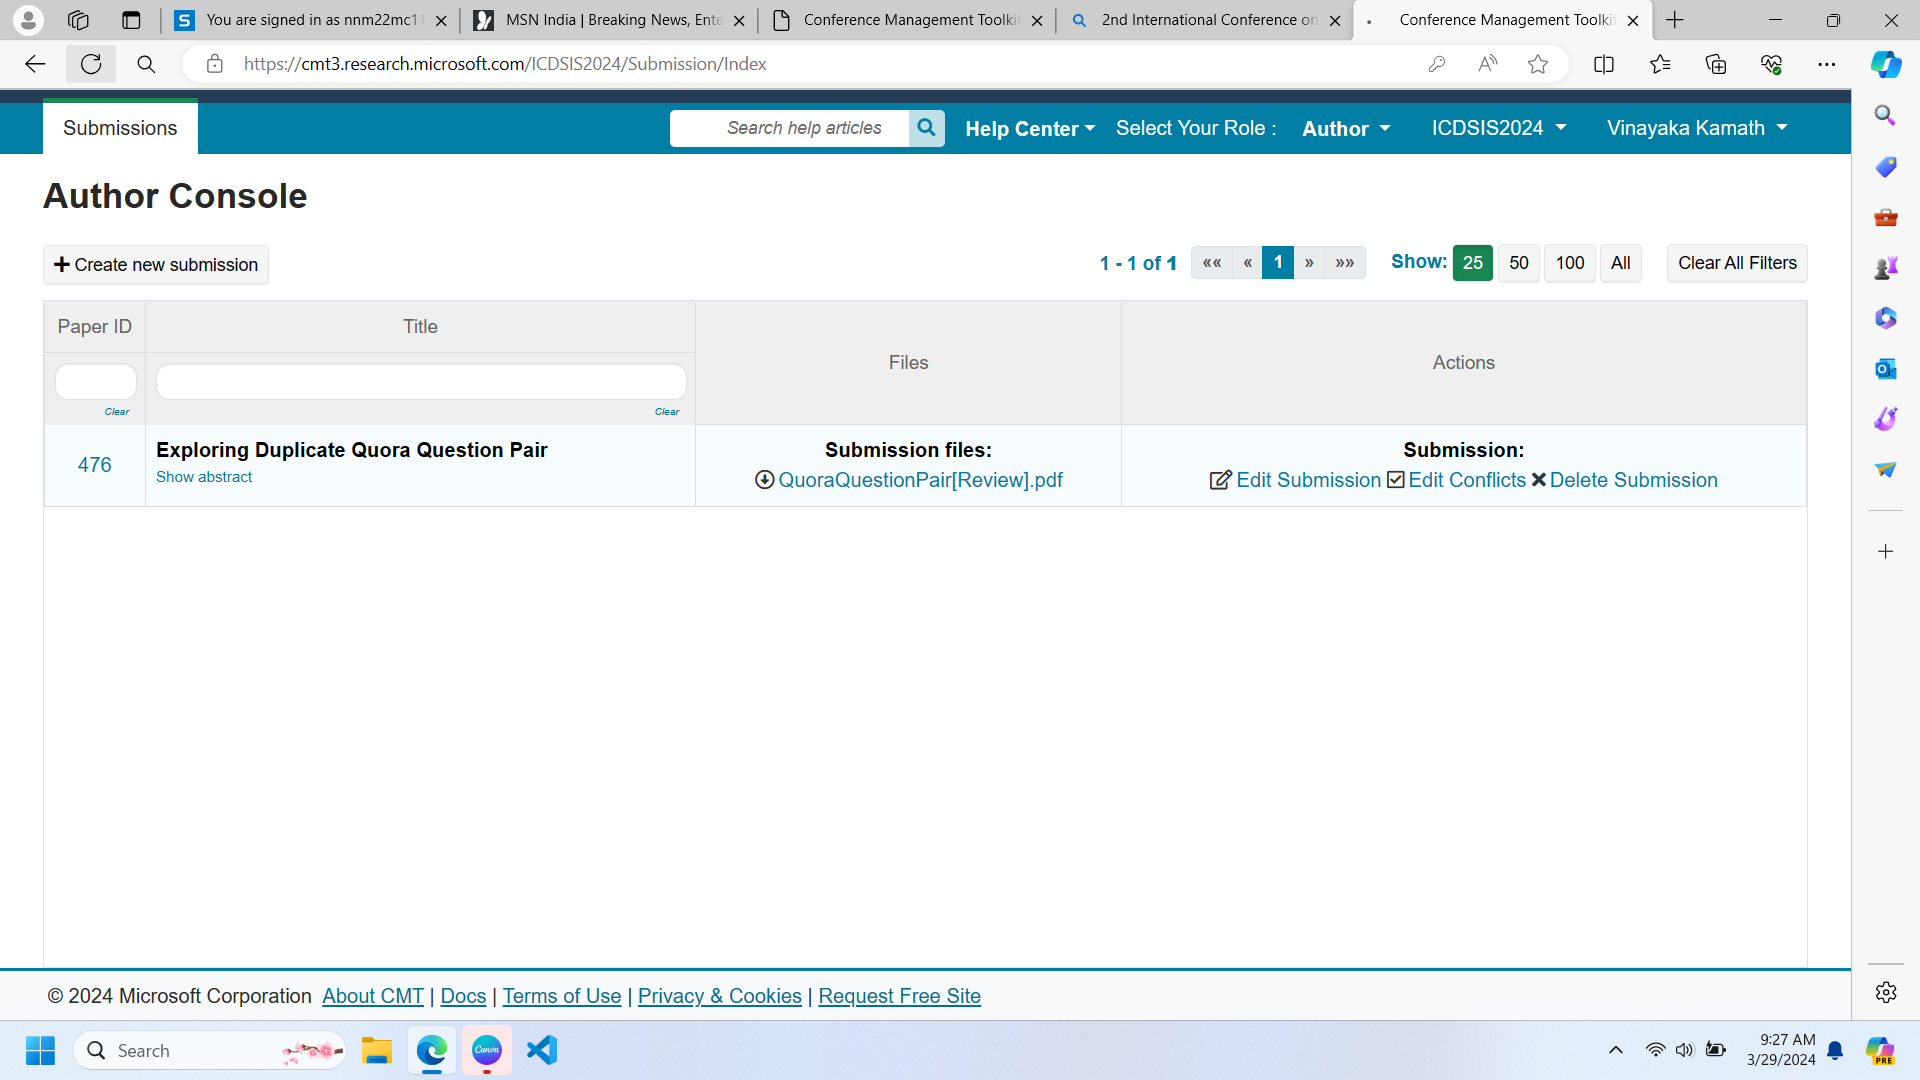 You are signed in as nnm22mc11
MSN India | Breaking News, Ente
Conference Management Toolkit
2nd International Conference on
Conference Management Toolkit
https://cmt3.research.microsoft.com/ICDSIS2024/Submission/Index
Submissions
Search help articles
Help Center
Select Your Role :
Author
ICDSIS2024
Vinayaka Kamath
Author Console
Create new submission
1 - 1 of 1
«« « 1 » »»
Show: 25 50 100 All
Clear All Filters
Paper ID
Title
Files
Actions
Clear
Clear
476
Exploring Duplicate Quora Question Pair
Show abstract
Submission files:
QuoraQuestionPair[Review].pdf
Submission:
Edit Submission Edit Conflicts Delete Submission
© 2024 Microsoft Corporation About CMT | Docs | Terms of Use | Privacy & Cookies | Request Free Site
Search
Canva
9:27 AM
3/29/2024
PRE